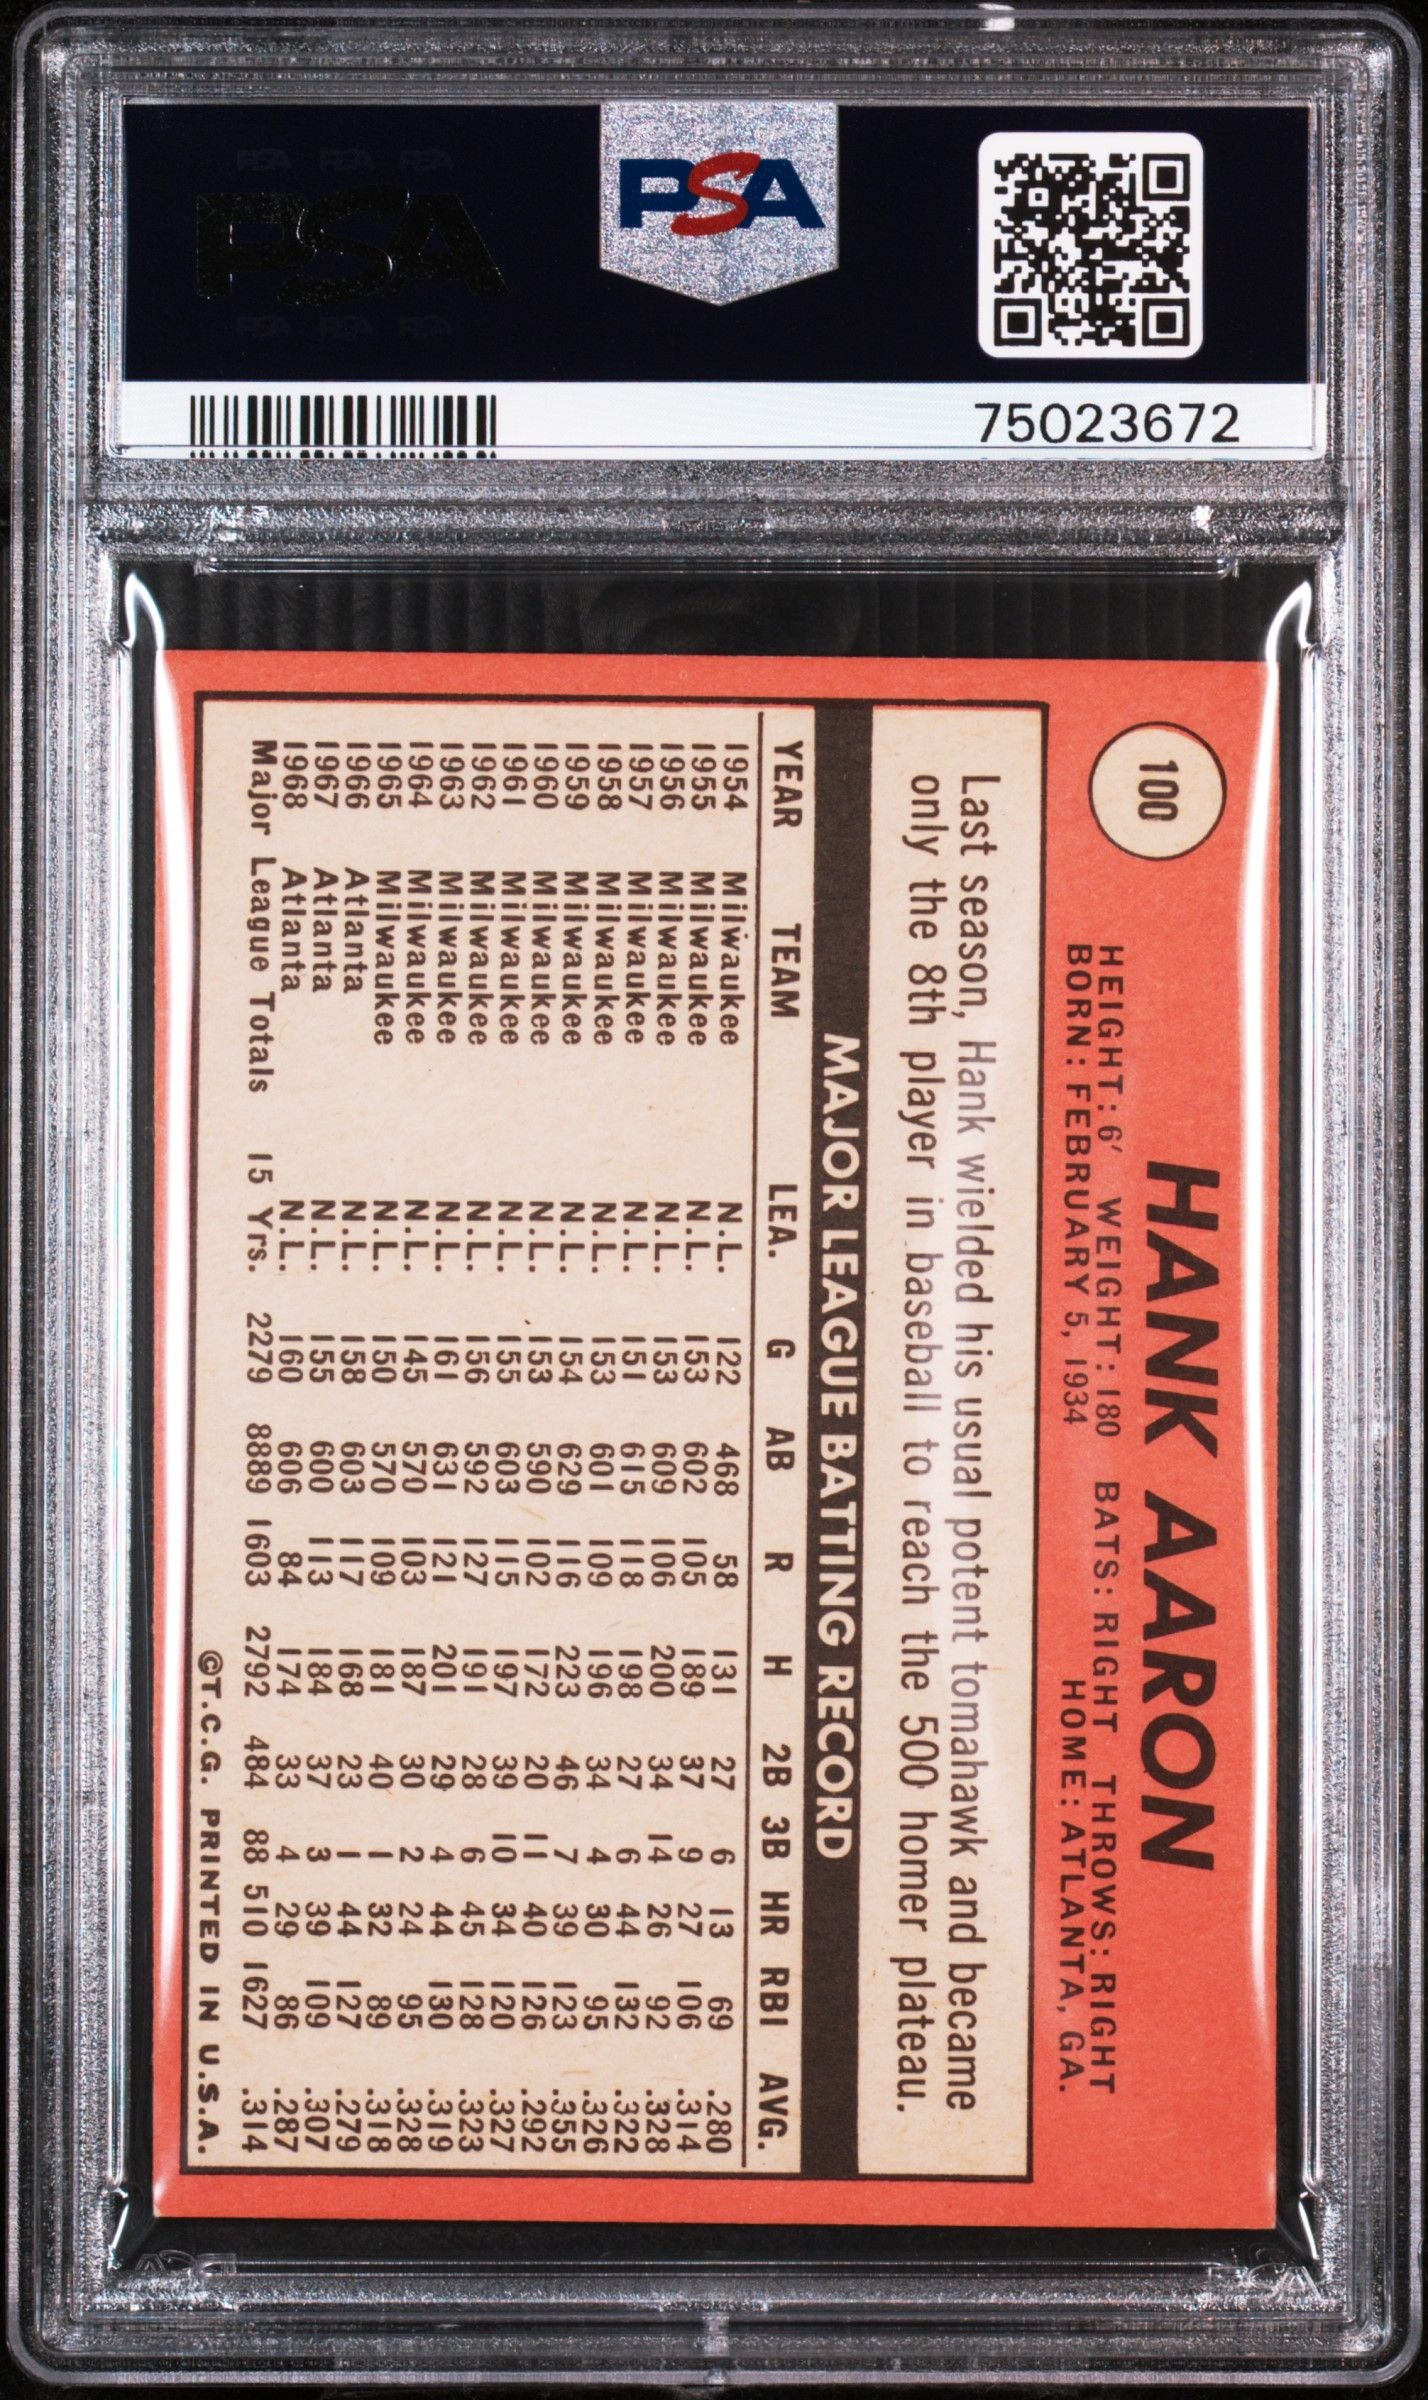 PSA PSA PSA
PSA
PSA PSA PSA
PSA
75023672
100
HANK AARON
HEIGHT: 6' WEIGHT: 180 BATS: RIGHT THROWS: RIGHT
BORN: FEBRUARY 5, 1934 HOME: ATLANTA, GA.
Last season, Hank wielded his usual potent tomahawk and became
only the 8th player in baseball to reach the 500 homer plateau.
MAJOR LEAGUE BATTING RECORD
YEAR TEAM LEA. G AB R H 2B 3B HR RBI AVG.
1954 Milwaukee N.L. 122 468 58 131 27 6 13 69 .280
1955 Milwaukee N.L. 153 602 105 189 37 9 27 106 .314
1956 Milwaukee N.L. 153 609 106 200 34 14 26 92 .328
1957 Milwaukee N.L. 151 615 118 198 27 6 44 132 .322
1958 Milwaukee N.L. 153 601 109 196 34 4 30 95 .326
1959 Milwaukee N.L. 154 629 116 223 46 7 39 123 .355
1960 Milwaukee N.L. 153 590 102 172 20 11 40 126 .292
1961 Milwaukee N.L. 155 603 115 197 39 10 34 120 .327
1962 Milwaukee N.L. 156 592 127 191 28 6 45 128 .323
1963 Milwaukee N.L. 161 631 121 201 29 4 44 130 .319
1964 Milwaukee N.L. 145 570 103 187 30 2 24 95 .328
1965 Milwaukee N.L. 150 570 109 181 40 1 32 89 .318
1966 Atlanta N.L. 158 603 117 168 23 1 44 127 .279
1967 Atlanta N.L. 155 600 113 184 37 3 39 109 .307
1968 Atlanta N.L. 160 606 84 174 33 4 29 86 .287
Major League Totals 15 Yrs. 2279 8889 1603 2792 484 88 510 1627 .314
©T.C.G. PRINTED IN U.S.A.